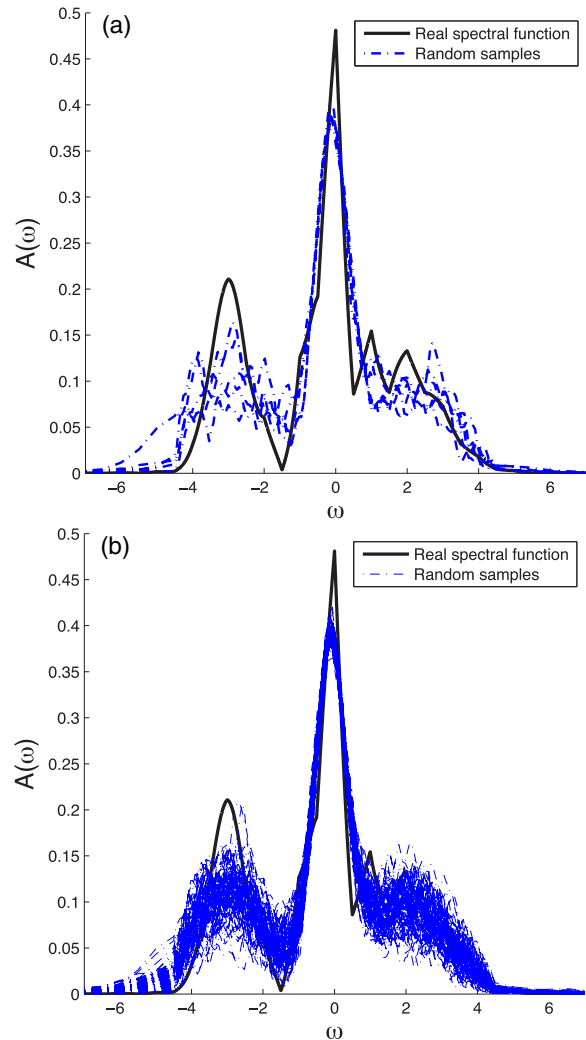 (a)
Real spectral function
Random samples
0.5
0.45
0.4
0.35
0.3
0.25
0.2
0.15
0.1
0.05
0
A(ω)
−6 −4 −2 0 2 4 6
ω
(b)
Real spectral function
Random samples
0.5
0.45
0.4
0.35
0.3
0.25
0.2
0.15
0.1
0.05
0
A(ω)
−6 −4 −2 0 2 4 6
ω